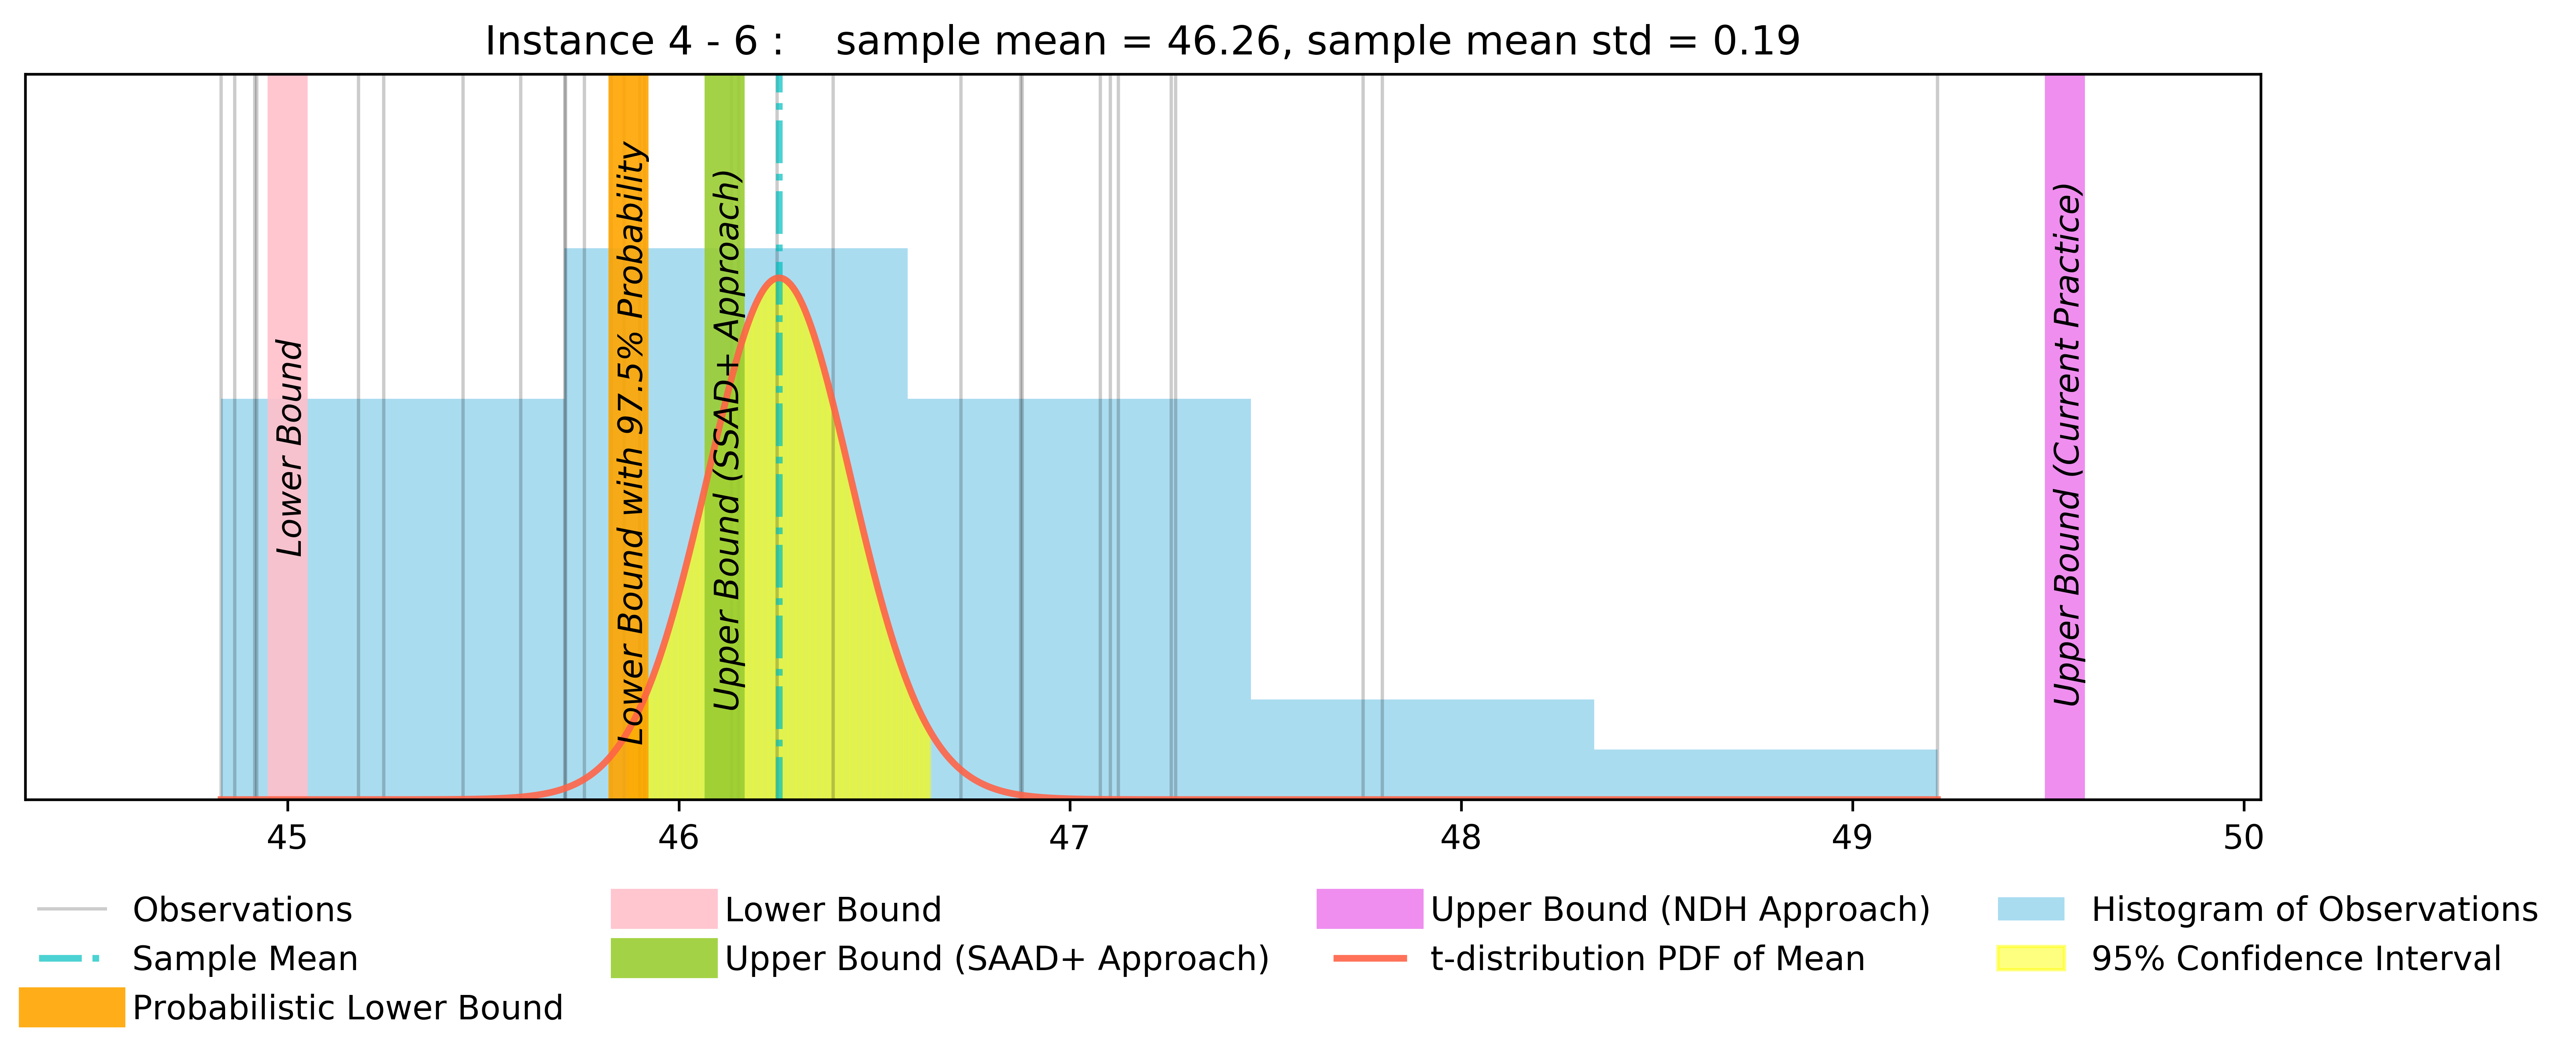 Instance 4 - 6 :    sample mean = 46.26, sample mean std = 0.19
Lower Bound
Lower Bound with 97.5% Probability
Upper Bound (SSAD+ Approach)
Upper Bound (Current Practice)
45 46 47 48 49 50
Observations
Sample Mean
Probabilistic Lower Bound
Lower Bound
Upper Bound (SAAD+ Approach)
Upper Bound (NDH Approach)
t-distribution PDF of Mean
Histogram of Observations
95% Confidence Interval